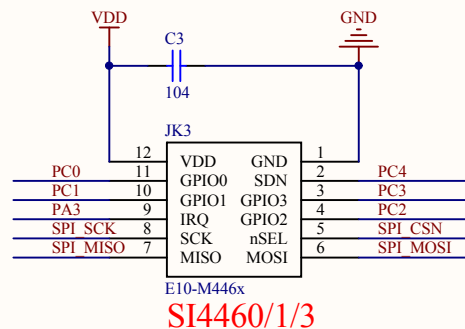 VDD GND
C3
104
JK3
12 VDD GND 1
PC0 11 GPIO0 SDN 2 PC4
PC1 10 GPIO1 GPIO3 3 PC3
PA3 9 IRQ GPIO2 4 PC2
SPI_SCK 8 SCK nSEL 5 SPI_CSN
SPI_MISO 7 MISO MOSI 6 SPI_MOSI
E10-M446x
SI4460/1/3